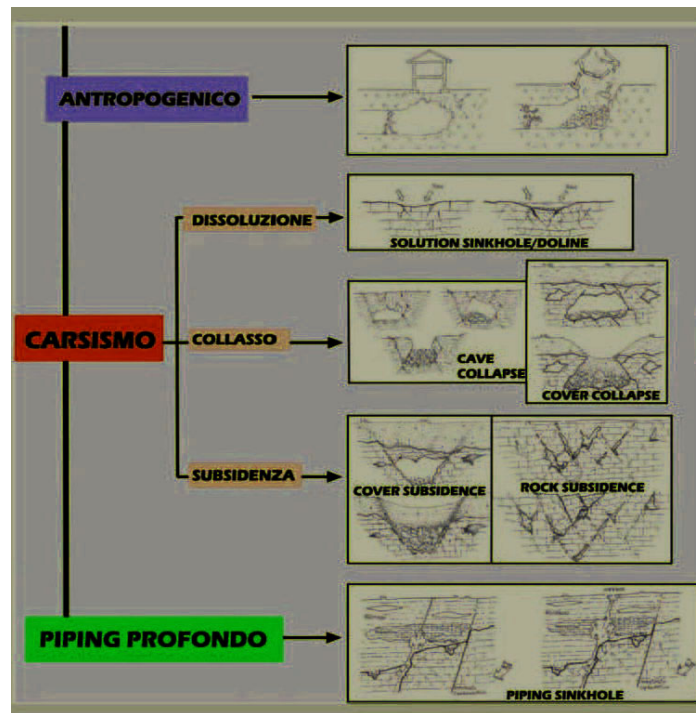 ANTROPOGENICO
DISSOLUZIONE
SOLUTION SINKHOLE/DOLINE
CARSISMO
COLLASSO
CAVE
COLLAPSE
COVER COLLAPSE
SUBSIDENZA
COVER SUBSIDENCE
ROCK SUBSIDENCE
PIPING PROFONDO
PIPING SINKHOLE